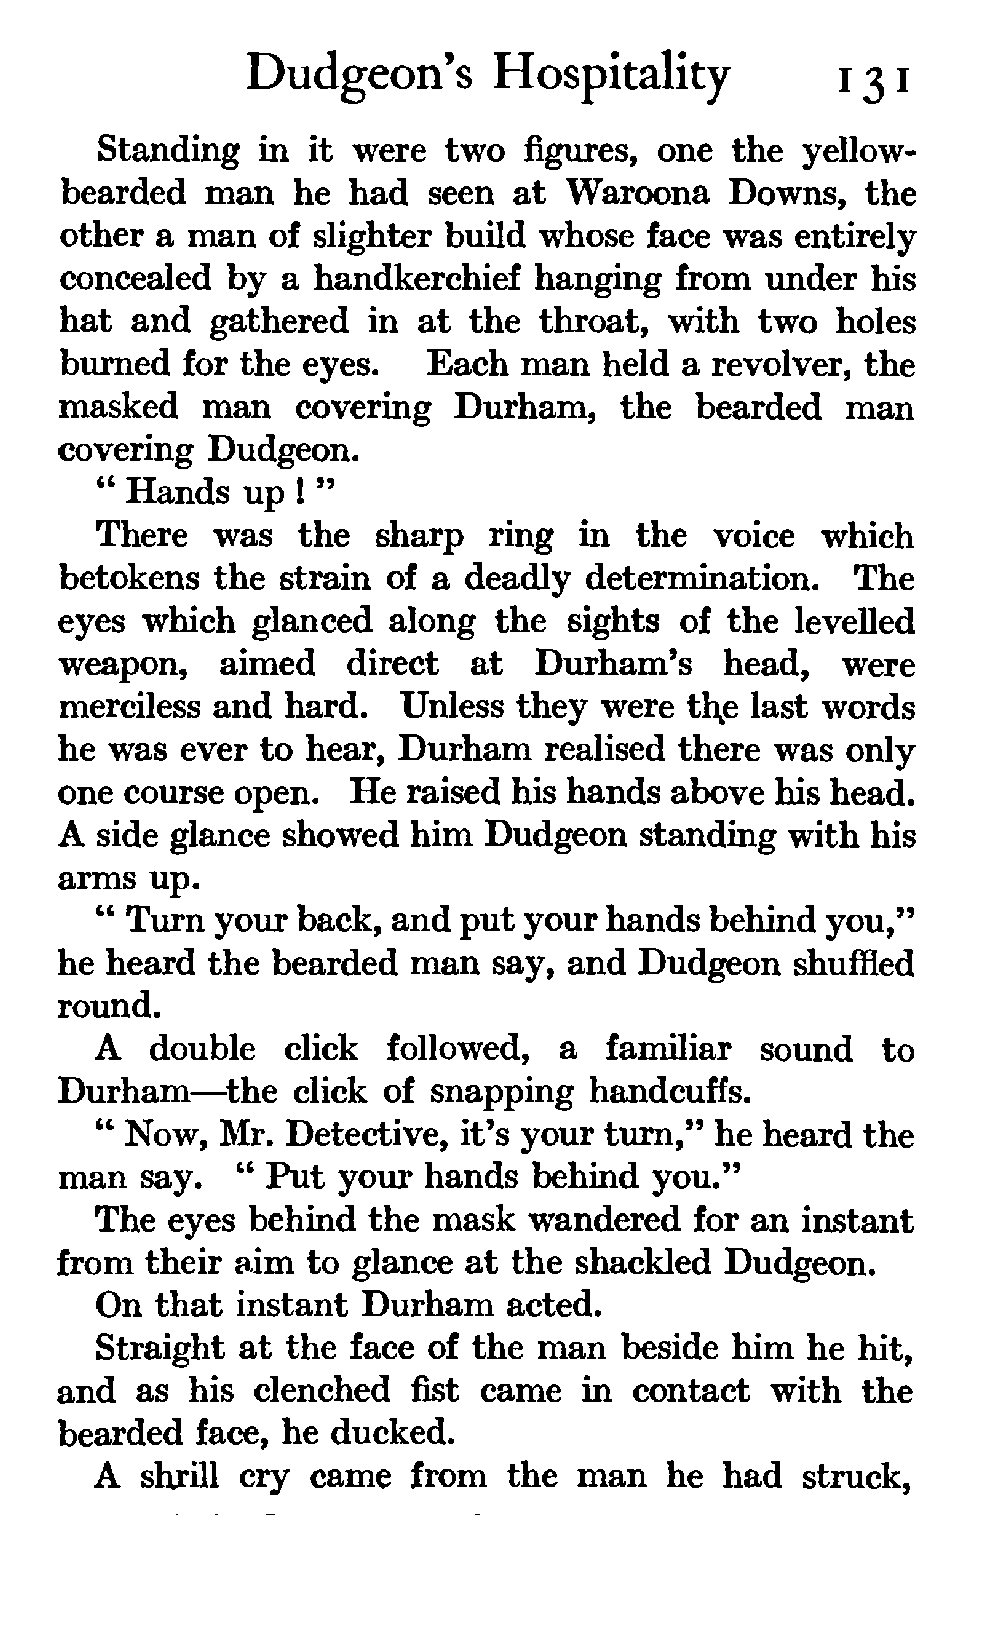 Dudgeon's Hospitality 131
Standing in it were two figures, one the yellow-
bearded man he had seen at Waroona Downs, the
other a man of slighter build whose face was entirely
concealed by a handkerchief hanging from under his
hat and gathered in at the throat, with two holes
burned for the eyes. Each man held a revolver, the
masked man covering Durham, the bearded man
covering Dudgeon.
" Hands up ! "
There was the sharp ring in the voice which
betokens the strain of a deadly determination. The
eyes which glanced along the sights of the levelled
weapon, aimed direct at Durham's head, were
merciless and hard. Unless they were the last words
he was ever to hear, Durham realised there was only
one course open. He raised his hands above his head.
A side glance showed him Dudgeon standing with his
arms up.
" Turn your back, and put your hands behind you,"
he heard the bearded man say, and Dudgeon shuffled
round.
A double click followed, a familiar sound to
Durham—the click of snapping handcuffs.
" Now, Mr. Detective, it's your turn," he heard the
man say. " Put your hands behind you."
The eyes behind the mask wandered for an instant
from their aim to glance at the shackled Dudgeon.
On that instant Durham acted.
Straight at the face of the man beside him he hit,
and as his clenched fist came in contact with the
bearded face, he ducked.
A shrill cry came from the man he had struck,